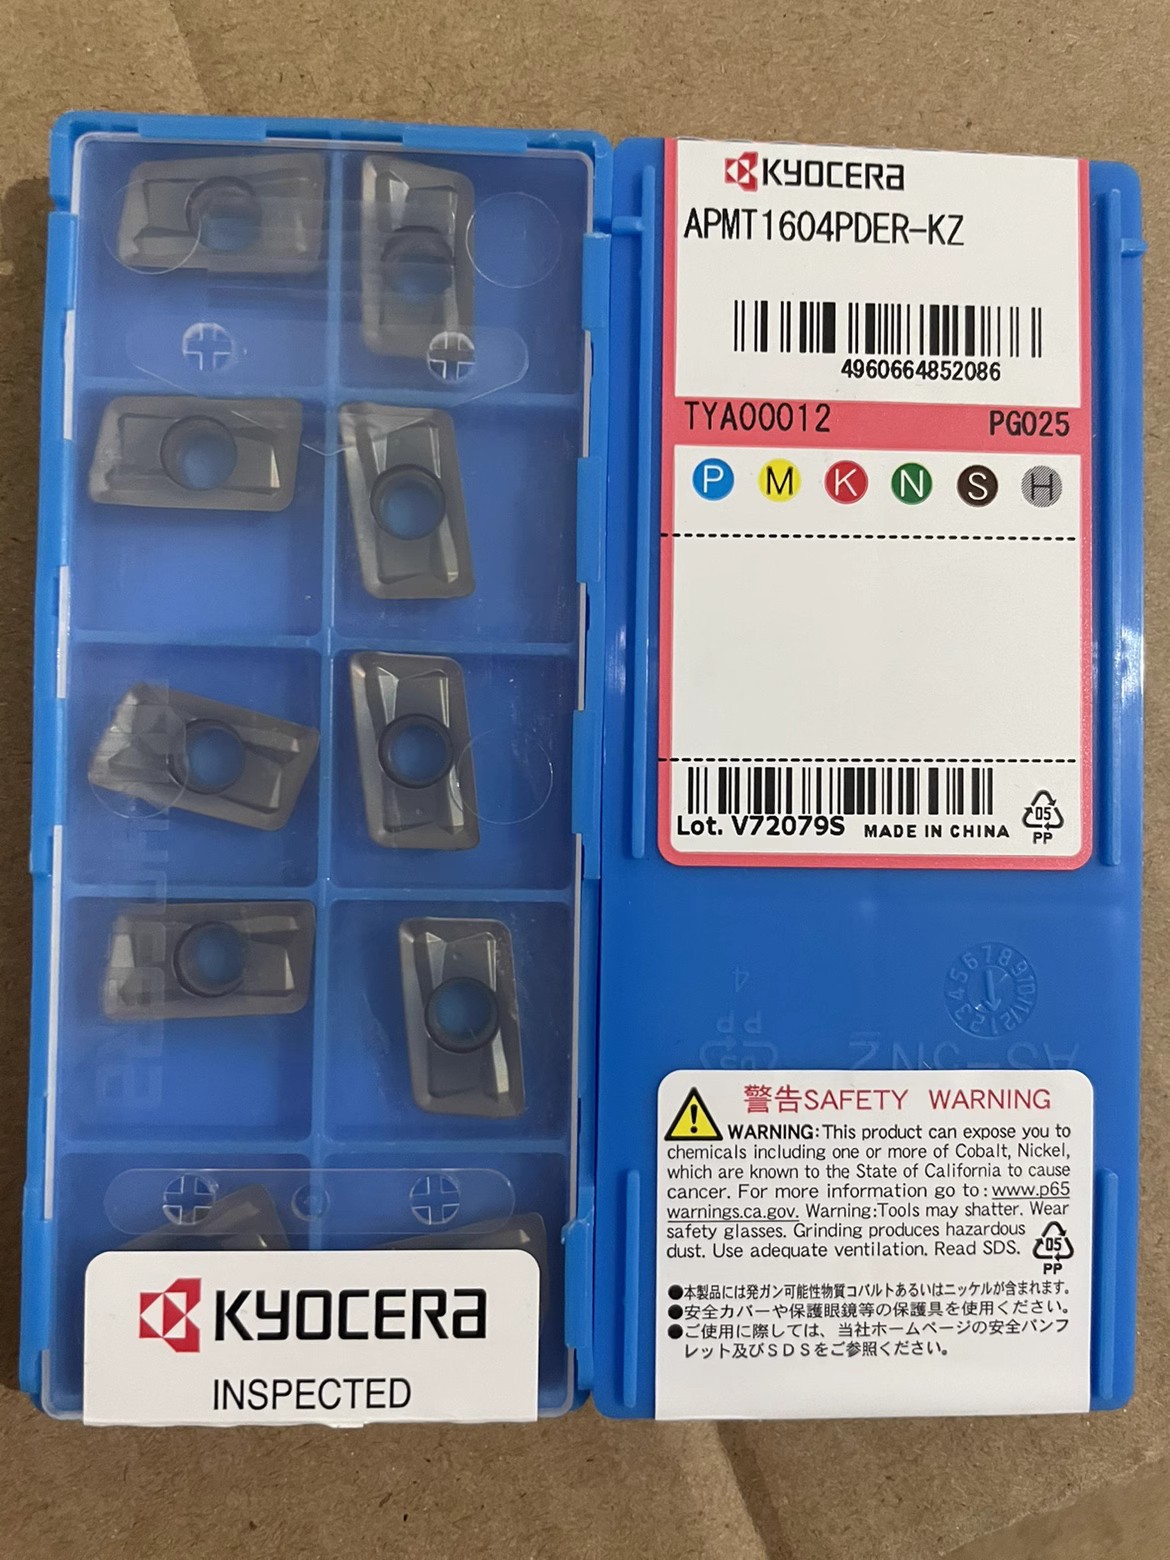 KYOCERA
APMT1604PDER-KZ
4960664852086
TYA00012 PG025
P M K N S H
Lot. V72079S MADE IN CHINA
05
PP
4
PP
警告SAFETY WARNING
WARNING:This product can expose you to
chemicals including one or more of Cobalt, Nickel,
which are known to the State of California to cause
cancer. For more information go to:www.p65
warnings.ca.gov. Warning:Tools may shatter. Wear
safety glasses. Grinding produces hazardous
dust. Use adequate ventilation. Read SDS.
05
PP
●本製品には発ガン可能性物質コバルトあるいはニッケルが含まれます。
●安全カバーや保護眼鏡等の保護具を使用ください。
●ご使用に際しては、当社ホームページの安全パンフ
レット及びSDSをご参照ください。
KYOCERA
KYOCERA
INSPECTED